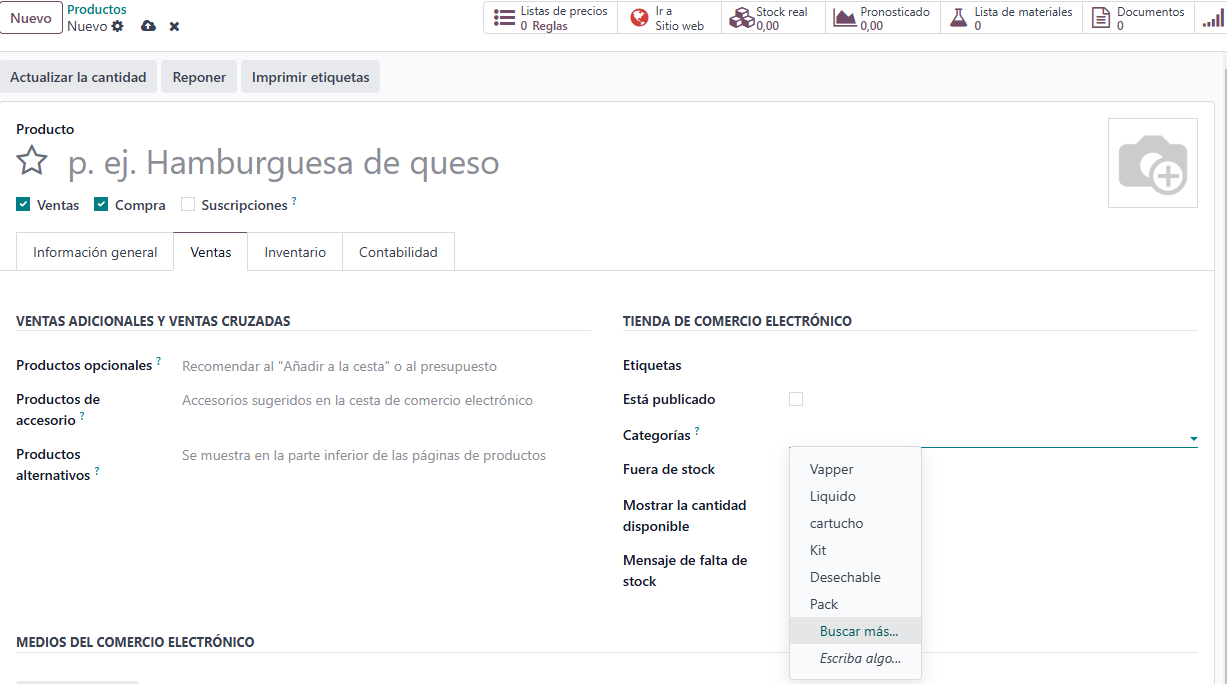 Nuevo
Productos
Nuevo
Listas de precios
0 Reglas
Ir a
Sitio web
Stock real
0,00
Pronosticado
0,00
Lista de materiales
0
Documentos
0
Actualizar la cantidad
Reponer
Imprimir etiquetas
Producto
p. ej. Hamburguesa de queso
Ventas
Compra
Suscripciones ?
Información general
Ventas
Inventario
Contabilidad
VENTAS ADICIONALES Y VENTAS CRUZADAS
Productos opcionales ?
Recomendar al "Añadir a la cesta" o al presupuesto
Productos de
accesorio ?
Accesorios sugeridos en la cesta de comercio electrónico
Productos
alternativos ?
Se muestra en la parte inferior de las páginas de productos
TIENDA DE COMERCIO ELECTRÓNICO
Etiquetas
Está publicado
Categorías ?
Fuera de stock
Mostrar la cantidad
disponible
Mensaje de falta de
stock
Vapper
Liquido
cartucho
Kit
Desechable
Pack
Buscar más...
Escriba algo...
MEDIOS DEL COMERCIO ELECTRÓNICO